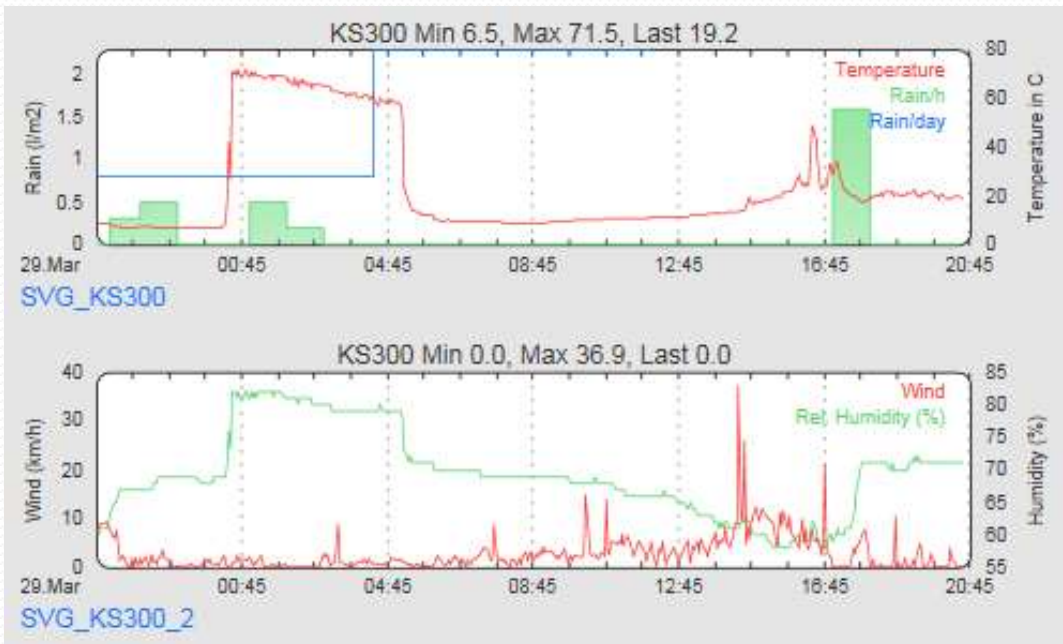 KS300 Min 6.5, Max 71.5, Last 19.2
Rain (l/m2)
2
1.5
1
0.5
0
Temperature
Rain/h
Rain/day
80
60
40
20
0
Temperature in C
29.Mar 00:45 04:45 08:45 12:45 16:45 20:45
SVG_KS300
KS300 Min 0.0, Max 36.9, Last 0.0
Wind (km/h)
40
30
20
10
0
Wind
Rel. Humidity (%)
85
80
75
70
65
60
55
Humidity (%)
29.Mar 00:45 04:45 08:45 12:45 16:45 20:45
SVG_KS300_2